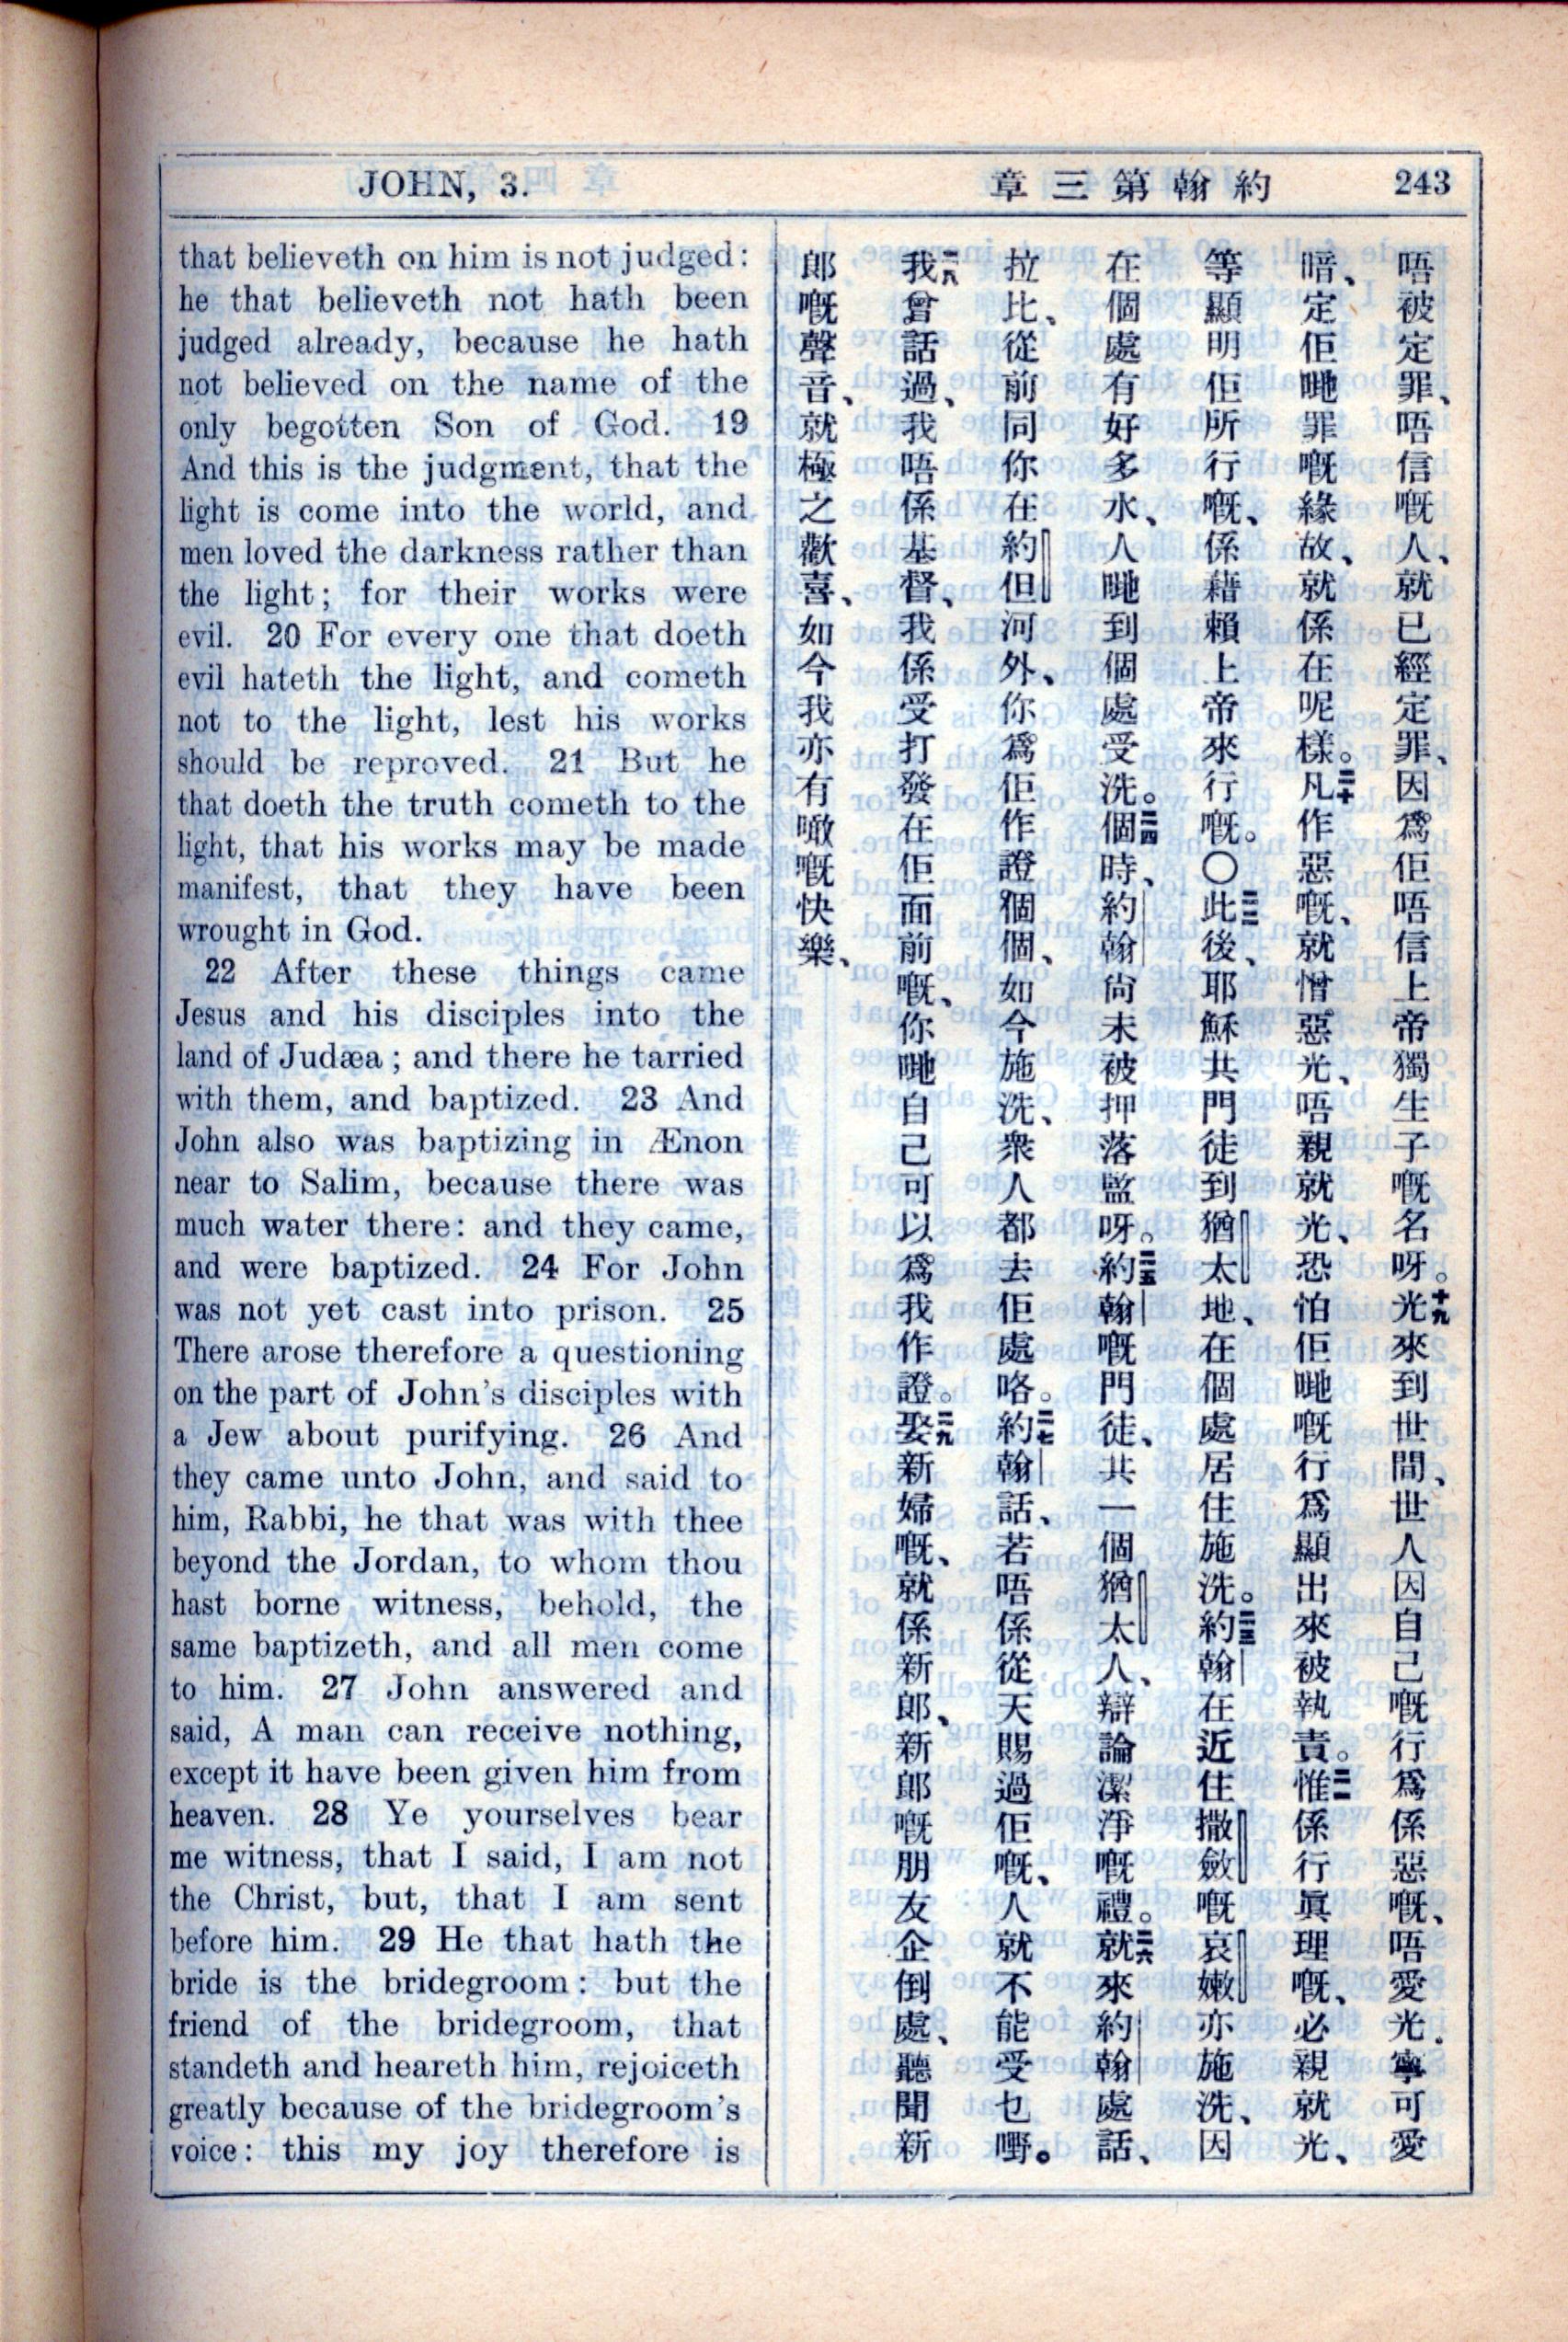 JOHN, 3.
章三第翰約
243
that believeth on him is not judged:
he that believeth not hath been
judged already, because he hath
not believed on the name of the
only begotten Son of God. 19
And this is the judgment, that the
light is come into the world, and
men loved the darkness rather than
the light; for their works were
evil. 20 For every one that doeth
evil hateth the light, and cometh
not to the light, lest his works
should be reproved. 21 But he
that doeth the truth cometh to the
light, that his works may be made
manifest, that they have been
wrought in God.
22 After these things came
Jesus and his disciples into the
land of Judæa; and there he tarried
with them, and baptized. 23 And
John also was baptizing in Ænon
near to Salim, because there was
much water there: and they came,
and were baptized. 24 For John
was not yet cast into prison. 25
There arose therefore a questioning
on the part of John's disciples with
a Jew about purifying. 26 And
they came unto John, and said to
him, Rabbi, he that was with thee
beyond the Jordan, to whom thou
hast borne witness, behold, the
same baptizeth, and all men come
to him. 27 John answered and
said, A man can receive nothing,
except it have been given him from
heaven. 28 Ye yourselves bear
me witness, that I said, I am not
the Christ, but, that I am sent
before him. 29 He that hath the
bride is the bridegroom: but the
friend of the bridegroom, that
standeth and heareth him, rejoiceth
greatly because of the bridegroom's
voice: this my joy therefore is
唔被定罪、唔信嘅人、就已經定罪、因爲佢唔信上帝獨生子嘅名呀。十九光來到世間、世人因自己嘅行爲係惡嘅、唔愛光、寧可愛
暗、定佢哋罪嘅緣故、就係在呢樣。二十凡作惡嘅、就憎惡光、唔親就光、恐怕佢哋嘅行爲顯出來被執責。二一惟係行眞理嘅、必親就光、
等顯明佢所行嘅、係藉賴上帝來行嘅。〇二二此後、耶穌共門徒到猶太地、在個處居住施洗。二三約翰在近住撒斂嘅哀嫩亦施洗、因
在個處有好多水、人哋到個處受洗。二四個時、約翰尙未被押落監呀。二五約翰嘅門徒、共一個猶太人、辯論潔淨嘅禮。二六就來約翰處話、
拉比、從前同你在約但河外、你爲佢作證個個、如今施洗、衆人都去佢處咯。二七約翰話、若唔係從天賜過佢嘅、人就不能受乜嘢。
二八我曾話過、我唔係基督、我係受打發在佢面前嘅、你哋自己可以爲我作證。二九娶新婦嘅、就係新郎、新郎嘅朋友企倒處、聽聞新
郎嘅聲音、就極之歡喜、如今我亦有噉嘅快樂、